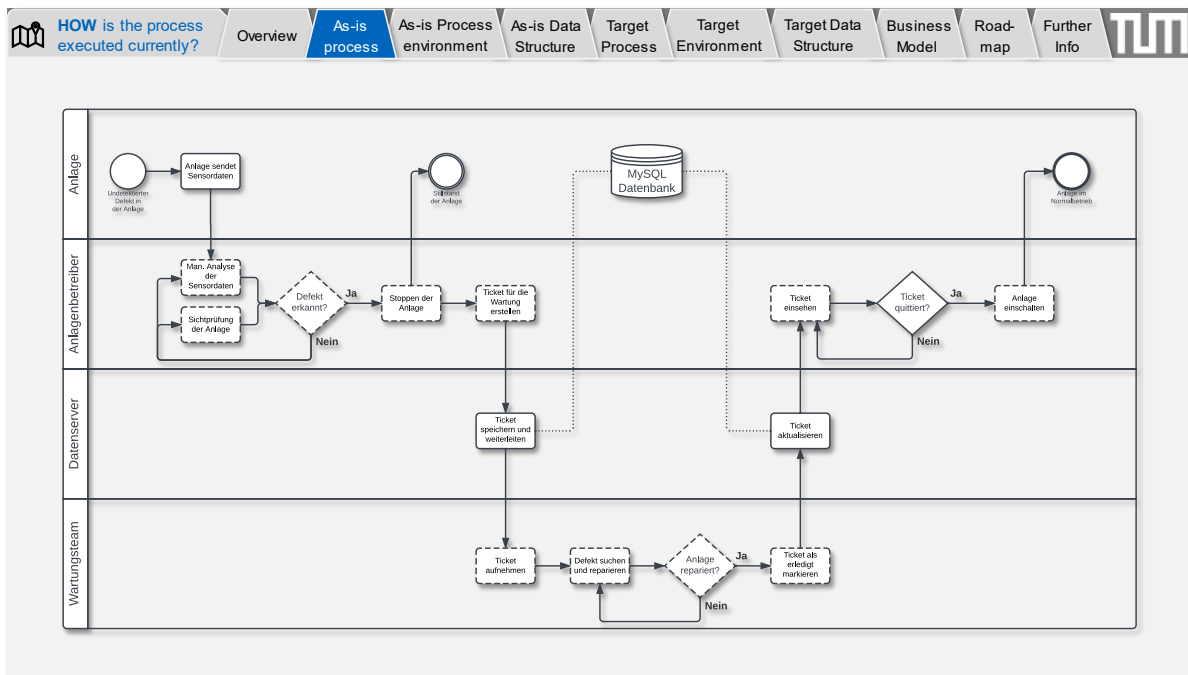 HOW is the process
executed currently?
Overview
As-is
process
As-is Process
environment
As-is Data
Structure
Target
Process
Target
Environment
Target Data
Structure
Business
Model
Road-
map
Further
Info
TUM
Anlage
Undetektierter
Defekt in
der Anlage
Anlage sendet
Sensordaten
Stillstand
der Anlage
MySQL
Datenbank
Anlage im
Normalbetrieb
Anlagenbetreiber
Man. Analyse
der
Sensordaten
Sichtprüfung
der Anlage
Defekt
erkannt?
Ja
Nein
Stoppen der
Anlage
Ticket für die
Wartung
erstellen
Ticket
einsehen
Ticket
quittiert?
Ja
Nein
Anlage
einschalten
Datenserver
Ticket
speichern und
weiterleiten
Ticket
aktualisieren
Wartungsteam
Ticket
aufnehmen
Defekt suchen
und reparieren
Anlage
repariert?
Ja
Nein
Ticket als
erledigt
markieren